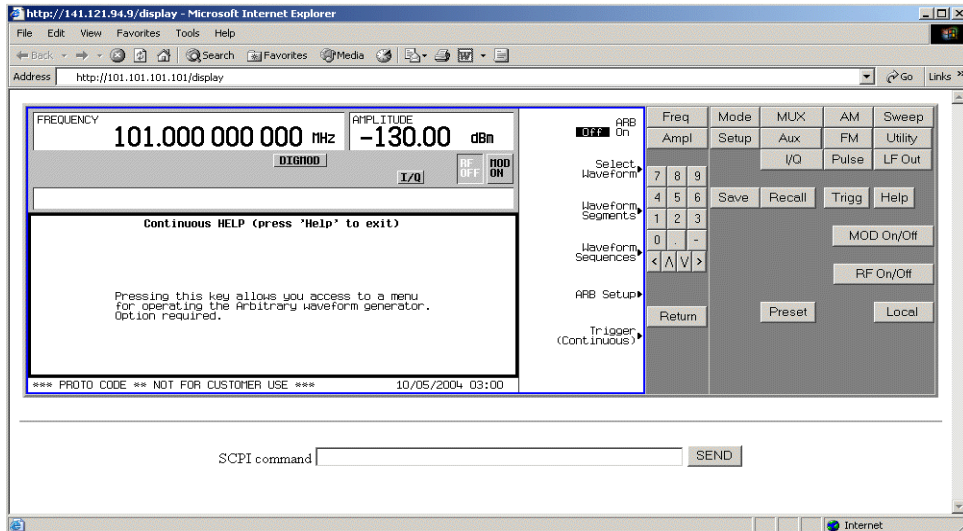 http://141.121.94.9/display - Microsoft Internet Explorer
File Edit View Favorites Tools Help
Back Search Favorites Media
Address http://101.101.101.101/display Go Links »
FREQUENCY
101.000 000 000 MHz
AMPLITUDE
-130.00 dBm
DIGMOD
I/Q
RF OFF
MOD ON
Continuous HELP (press 'Help' to exit)
Pressing this key allows you access to a menu
for operating the Arbitrary waveform generator.
Option required.
*** PROTO CODE ** NOT FOR CUSTOMER USE *** 10/05/2004 03:00
ARB
Off On
Select
Waveform
Waveform
Segments
Waveform
Sequences
ARB Setup
Trigger
(Continuous)
Freq Mode MUX AM Sweep
Ampl Setup Aux FM Utility
I/Q Pulse LF Out
7 8 9
4 5 6 Save Recall Trigg Help
1 2 3
0 . - MOD On/Off
< Λ V >
RF On/Off
Return Preset Local
SCPI command SEND
Internet